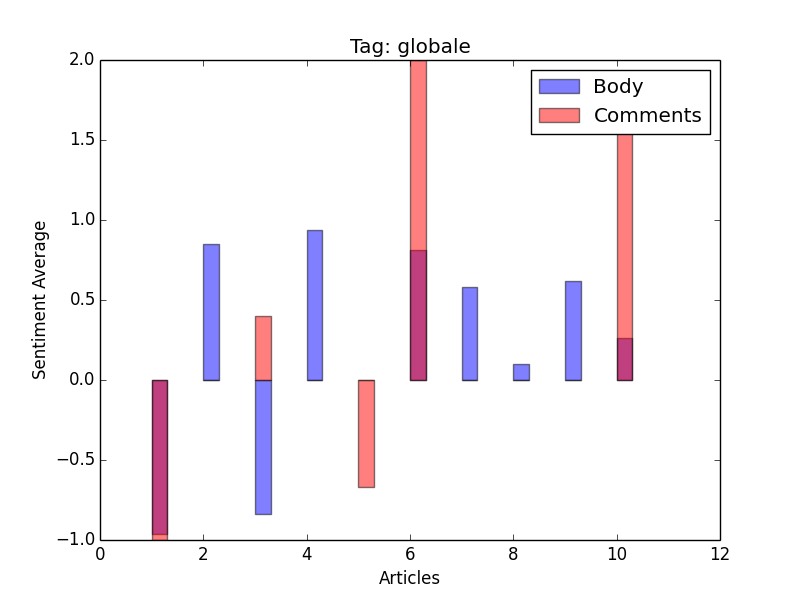 Tag: globale
Body
Comments
2.0
1.5
1.0
0.5
0.0
−0.5
−1.0
Sentiment Average
0 2 4 6 8 10 12
Articles